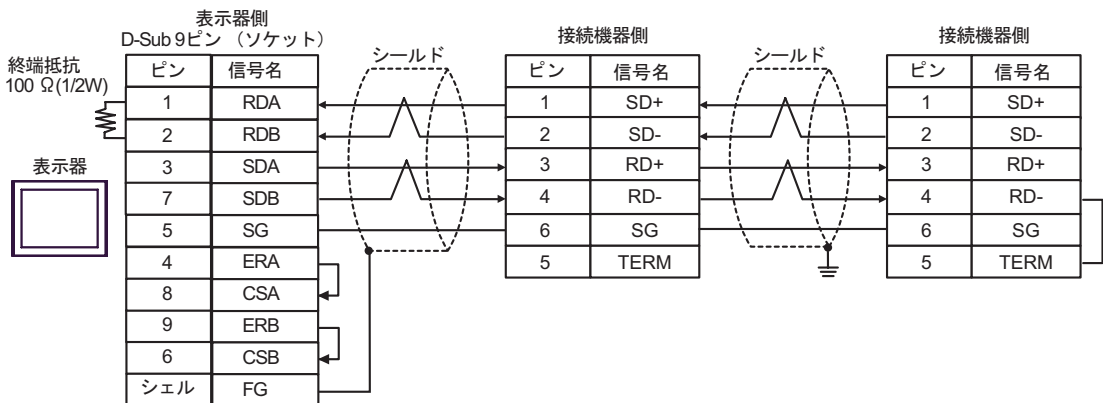 表示器側
D-Sub 9ピン （ソケット）
終端抵抗
100 Ω(1/2W)
表示器
ピン 信号名
1 RDA
2 RDB
3 SDA
7 SDB
5 SG
4 ERA
8 CSA
9 ERB
6 CSB
シェル FG
シールド
接続機器側
ピン 信号名
1 SD+
2 SD-
3 RD+
4 RD-
6 SG
5 TERM
シールド
接続機器側
ピン 信号名
1 SD+
2 SD-
3 RD+
4 RD-
6 SG
5 TERM